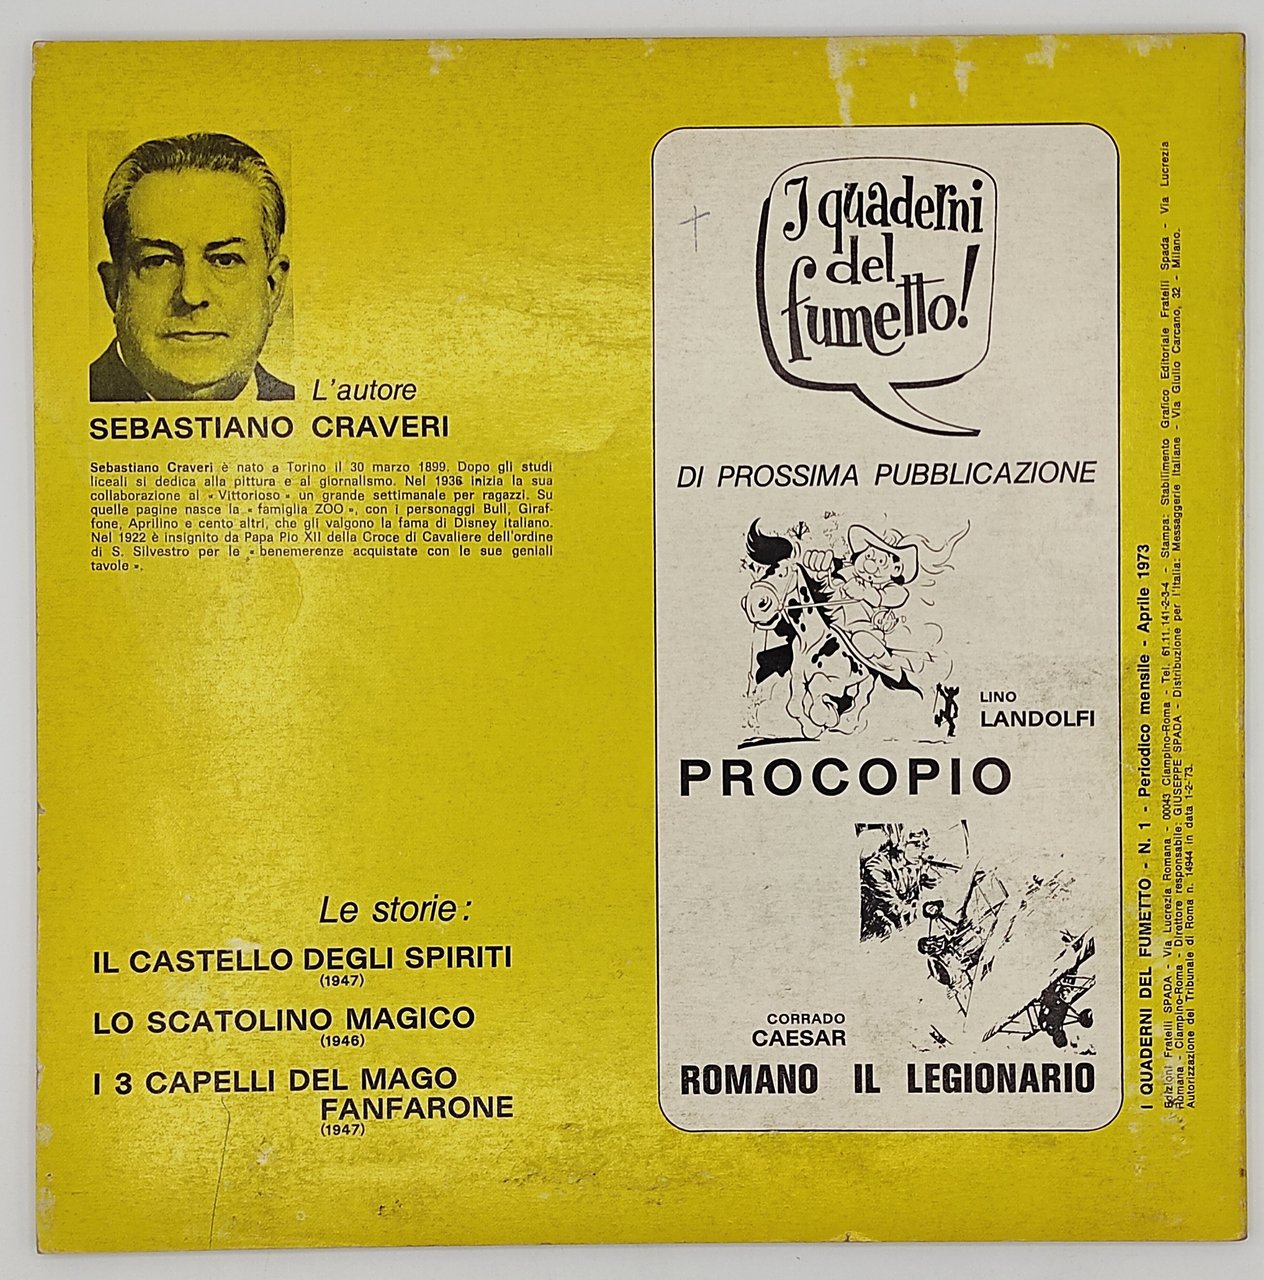 L'autore
SEBASTIANO CRAVERI
Sebastiano Craveri è nato a Torino il 30 marzo 1899. Dopo gli studi
liceali si dedica alla pittura e al giornalismo. Nel 1936 inizia la sua
collaborazione al « Vittorioso » un grande settimanale per ragazzi. Su
quelle pagine nasce la « famiglia ZOO », con i personaggi Bull, Giraf-
fone, Aprilino e cento altri, che gli valgono la fama di Disney italiano.
Nel 1922 è insignito da Papa Pio XII della Croce di Cavaliere dell'ordine
di S. Silvestro per le « benemerenze acquistate con le sue geniali
tavole ».
Le storie:
IL CASTELLO DEGLI SPIRITI
(1947)
LO SCATOLINO MAGICO
(1946)
I 3 CAPELLI DEL MAGO
FANFARONE
(1947)
I quaderni
del
fumetto!
DI PROSSIMA PUBBLICAZIONE
LINO
LANDOLFI
PROCOPIO
CORRADO
CAESAR
ROMANO IL LEGIONARIO
I QUADERNI DEL FUMETTO - N. 1 - Periodico mensile - Aprile 1973
Edizioni Fratelli SPADA - Via Lucrezia Romana - 00043 Ciampino-Roma - Tel. 61.11.141-2-3-4 - Stampa: Stabilimento Grafico Editoriale Fratelli Spada - Via Lucrezia
Romana - Ciampino-Roma - Direttore responsabile: GIUSEPPE SPADA - Distribuzione per l'Italia: Messaggerie Italiane - Via Giulio Carcano, 32 - Milano.
Autorizzazione del Tribunale di Roma n. 14944 in data 1-2-'73.